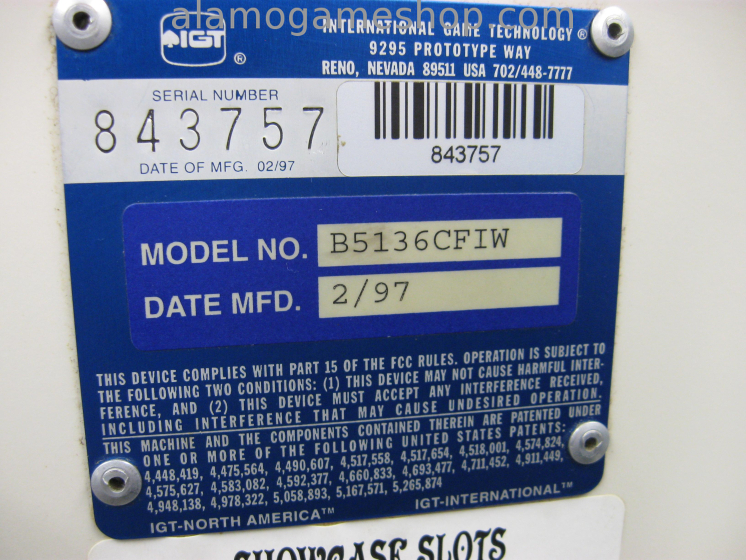 alamogameshop.com
IGT ®
INTERNATIONAL GAME TECHNOLOGY ®
9295 PROTOTYPE WAY
RENO, NEVADA 89511 USA 702/448-7777
SERIAL NUMBER
843757
DATE OF MFG. 02/97
843757
MODEL NO. B5136CFIW
DATE MFD. 2/97
THIS DEVICE COMPLIES WITH PART 15 OF THE FCC RULES. OPERATION IS SUBJECT TO
THE FOLLOWING TWO CONDITIONS: (1) THIS DEVICE MAY NOT CAUSE HARMFUL INTER-
FERENCE, AND (2) THIS DEVICE MUST ACCEPT ANY INTERFERENCE RECEIVED,
INCLUDING INTERFERENCE THAT MAY CAUSE UNDESIRED OPERATION.
THIS MACHINE AND THE COMPONENTS CONTAINED THEREIN ARE PATENTED UNDER
ONE OR MORE OF THE FOLLOWING UNITED STATES PATENTS:
4,448,419, 4,475,564, 4,490,607, 4,517,558, 4,517,654, 4,518,001, 4,574,824,
4,575,627, 4,583,082, 4,592,377, 4,660,833, 4,693,477, 4,711,452, 4,911,449,
4,948,138, 4,978,322, 5,058,893, 5,167,571, 5,265,874
IGT-NORTH AMERICA™ IGT-INTERNATIONAL™
SHOWCASE SLOTS